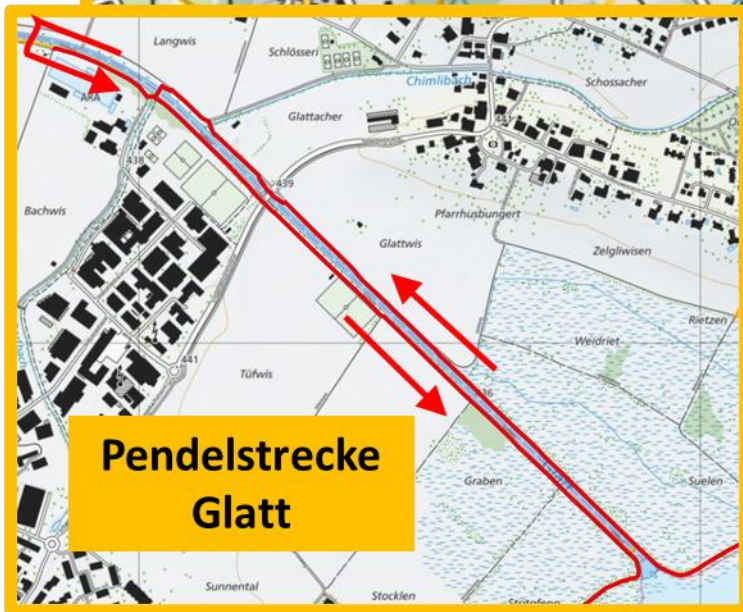 Langwis
Schlösseri
Schossacher
Chimlibach
ARA
Glattacher
441
438
439
Bachwis
Pfarrhusbungert
Glattwis
Zelgliwisen
Rietzen
Weidriet
441
Tüfwis
Pendelstrecke
Glatt
Graben
Suelen
Sunnental
Stocklen